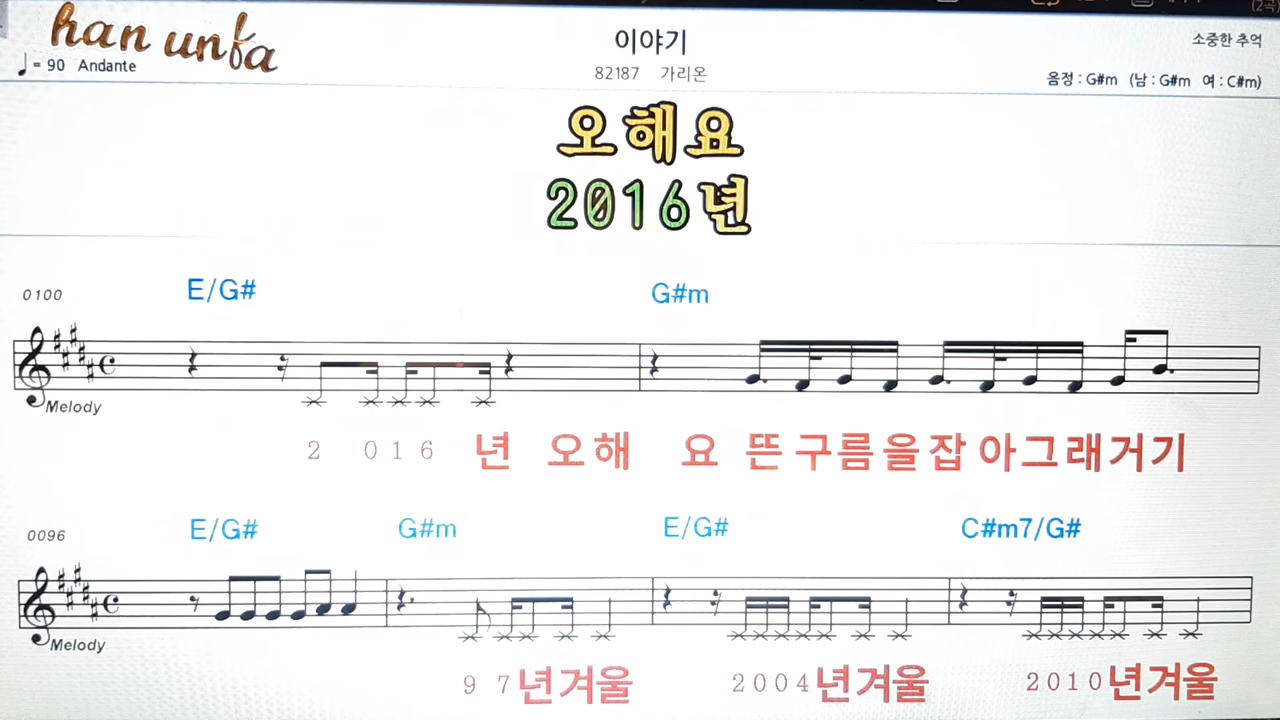 han unfa
이야기
소중한 추억
(2곡)
♩= 90 Andante
82187 가리온
음정 : G#m (남 : G#m 여 : C#m)
오해요
2016년
0100 E/G# G#m
Melody
2 016 년 오해 요 뜬구름을잡아그래거기
0096 E/G# G#m E/G# C#m7/G#
Melody
97년겨울 2004년겨울 2010년겨울